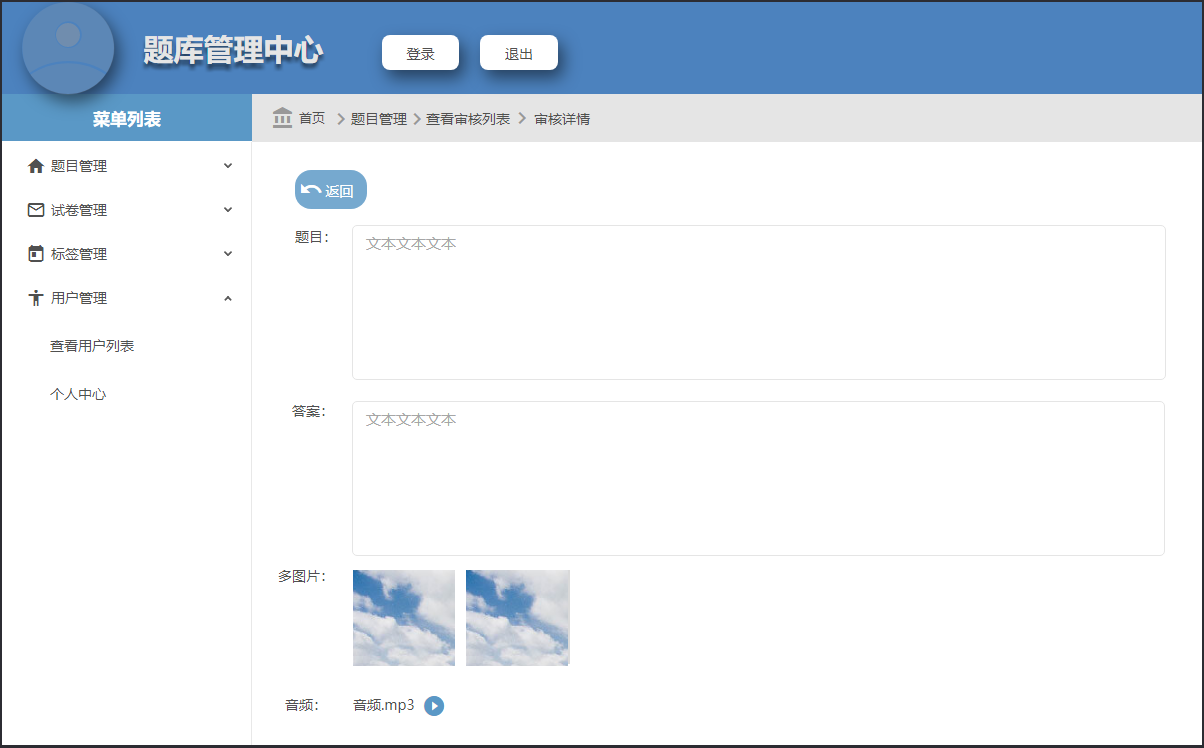 题库管理中心
登录
退出
菜单列表
首页 题目管理 查看审核列表 审核详情
题目管理
试卷管理
标签管理
用户管理
查看用户列表
个人中心
返回
题目：
文本文本文本
答案：
文本文本文本
多图片：
音频：
音频.mp3